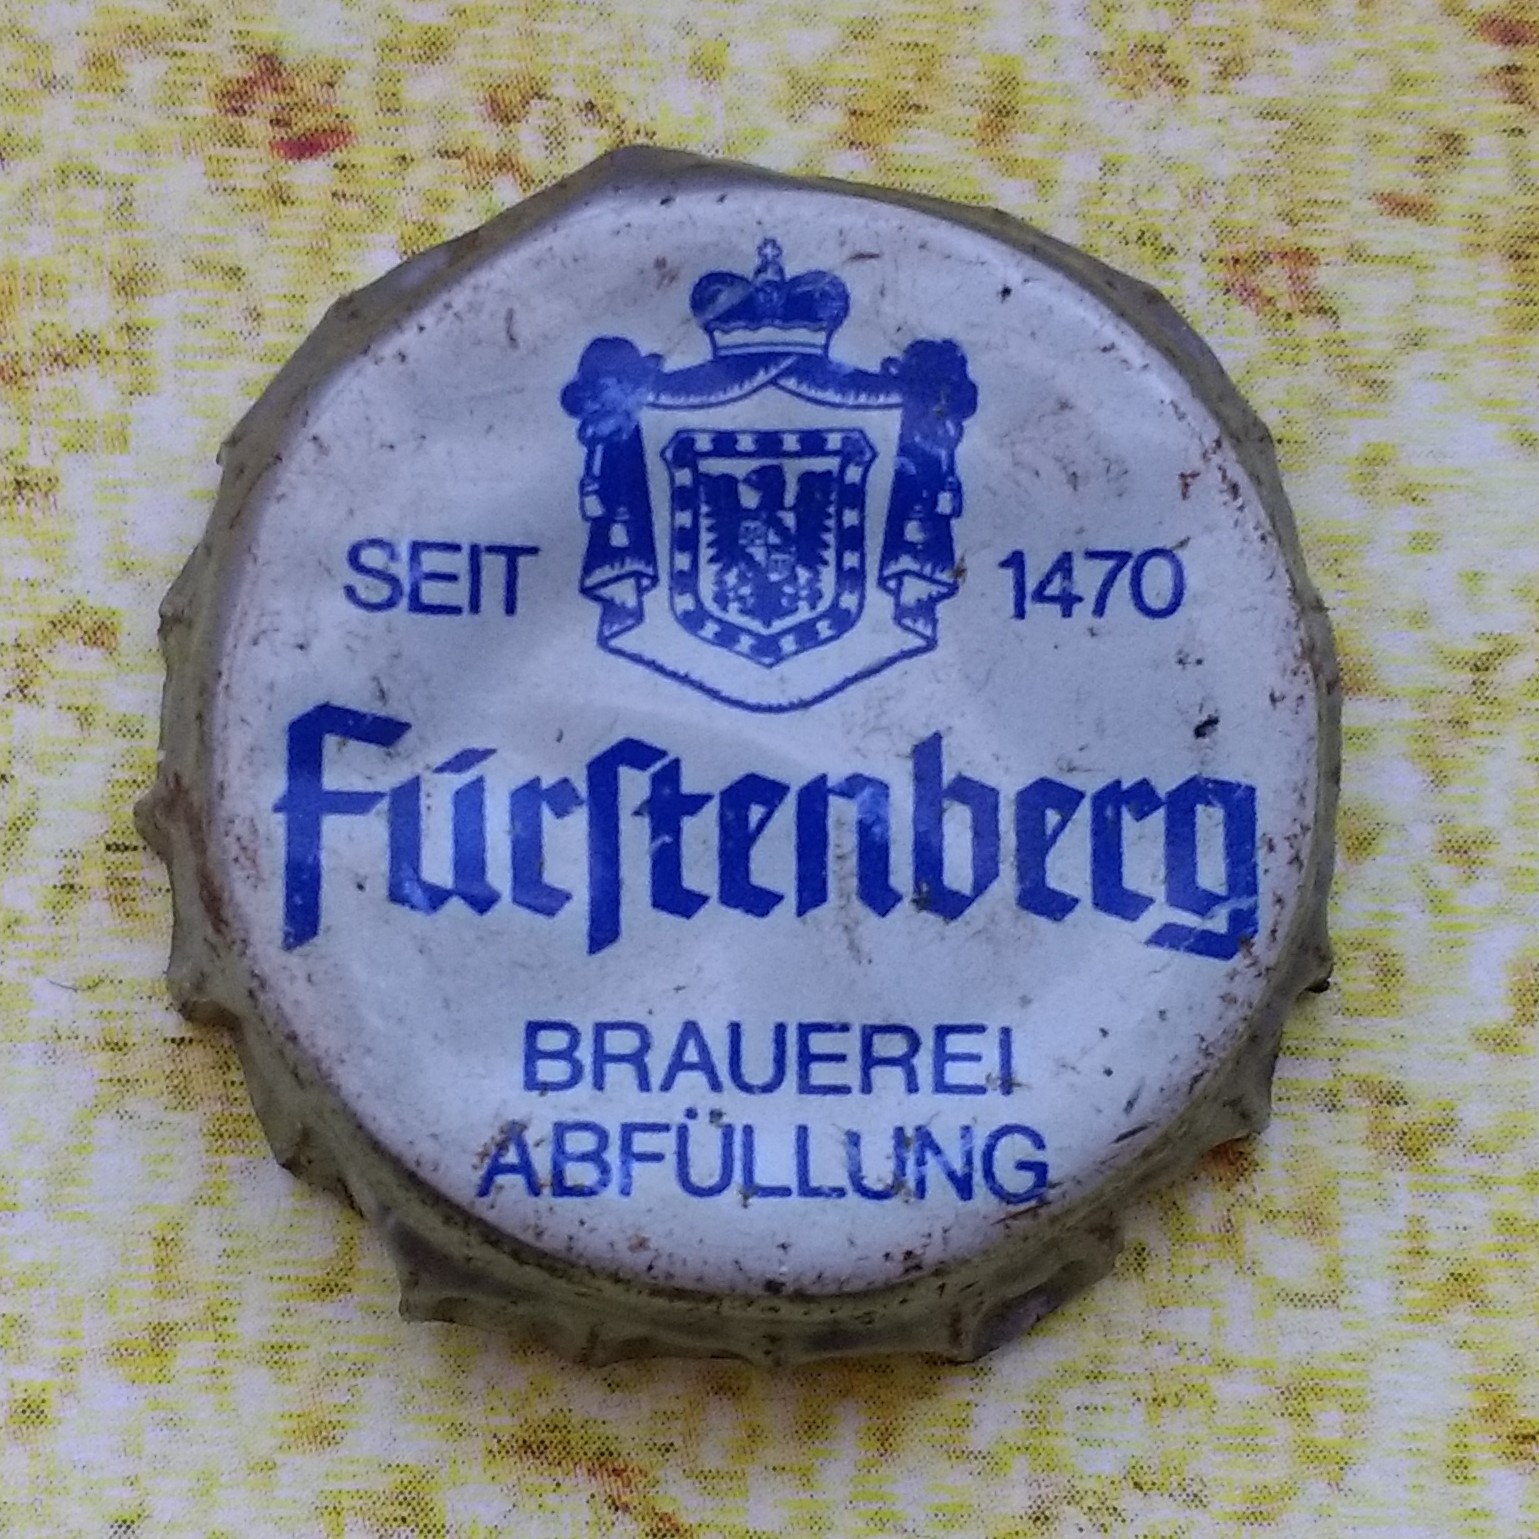 SEIT 1470
Fürſtenberg
BRAUEREI
ABFÜLLUNG